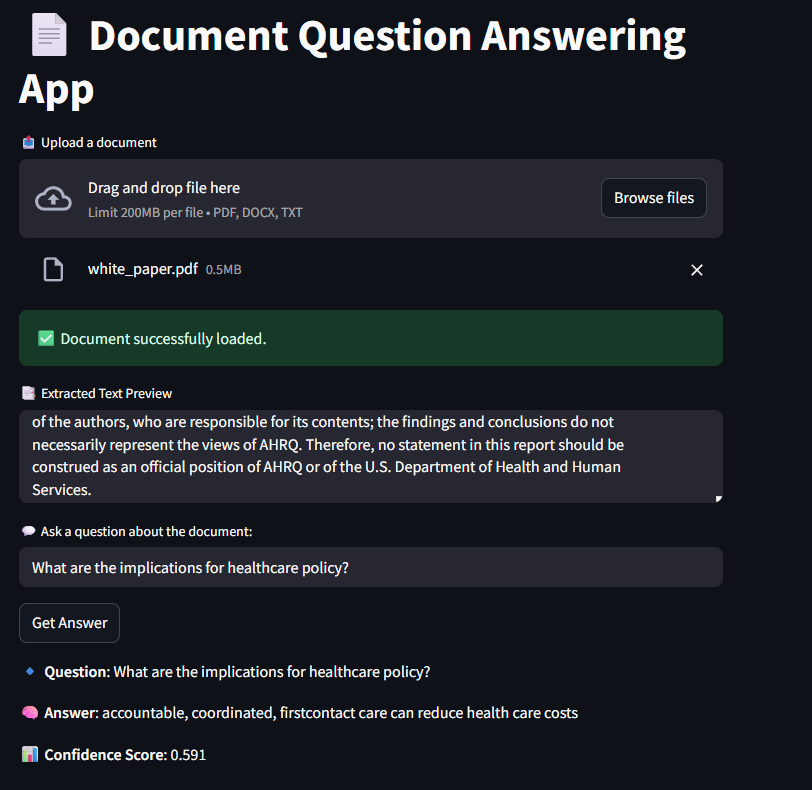 📄 Document Question Answering
App
📥 Upload a document
Drag and drop file here
Limit 200MB per file • PDF, DOCX, TXT
Browse files
white_paper.pdf 0.5MB
✅ Document successfully loaded.
📑 Extracted Text Preview
of the authors, who are responsible for its contents; the findings and conclusions do not
necessarily represent the views of AHRQ. Therefore, no statement in this report should be
construed as an official position of AHRQ or of the U.S. Department of Health and Human
Services.
💬 Ask a question about the document:
What are the implications for healthcare policy?
Get Answer
🔹 Question: What are the implications for healthcare policy?
🧠 Answer: accountable, coordinated, firstcontact care can reduce health care costs
📊 Confidence Score: 0.591